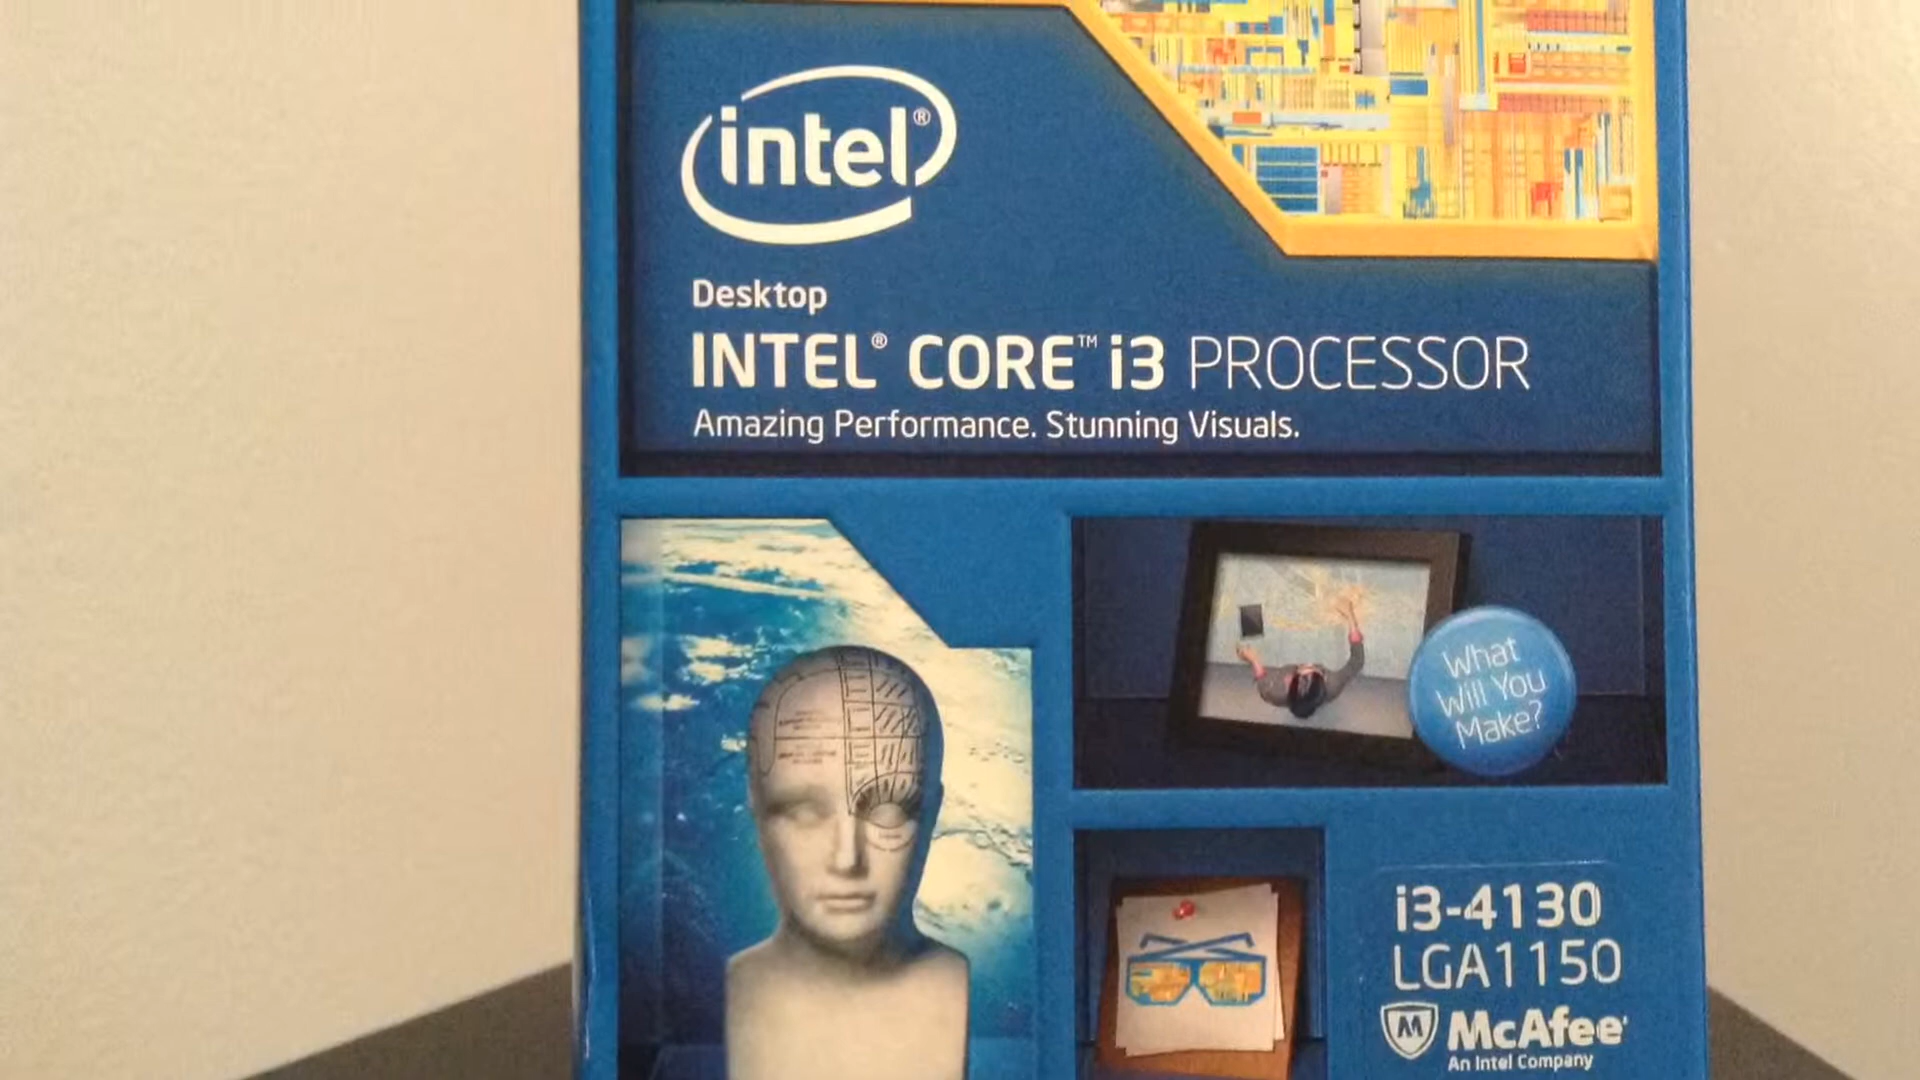 intel®
Desktop
INTEL® CORE™ i3 PROCESSOR
Amazing Performance. Stunning Visuals.
What
Will You
Make?
i3-4130
LGA1150
M McAfee
An Intel Company